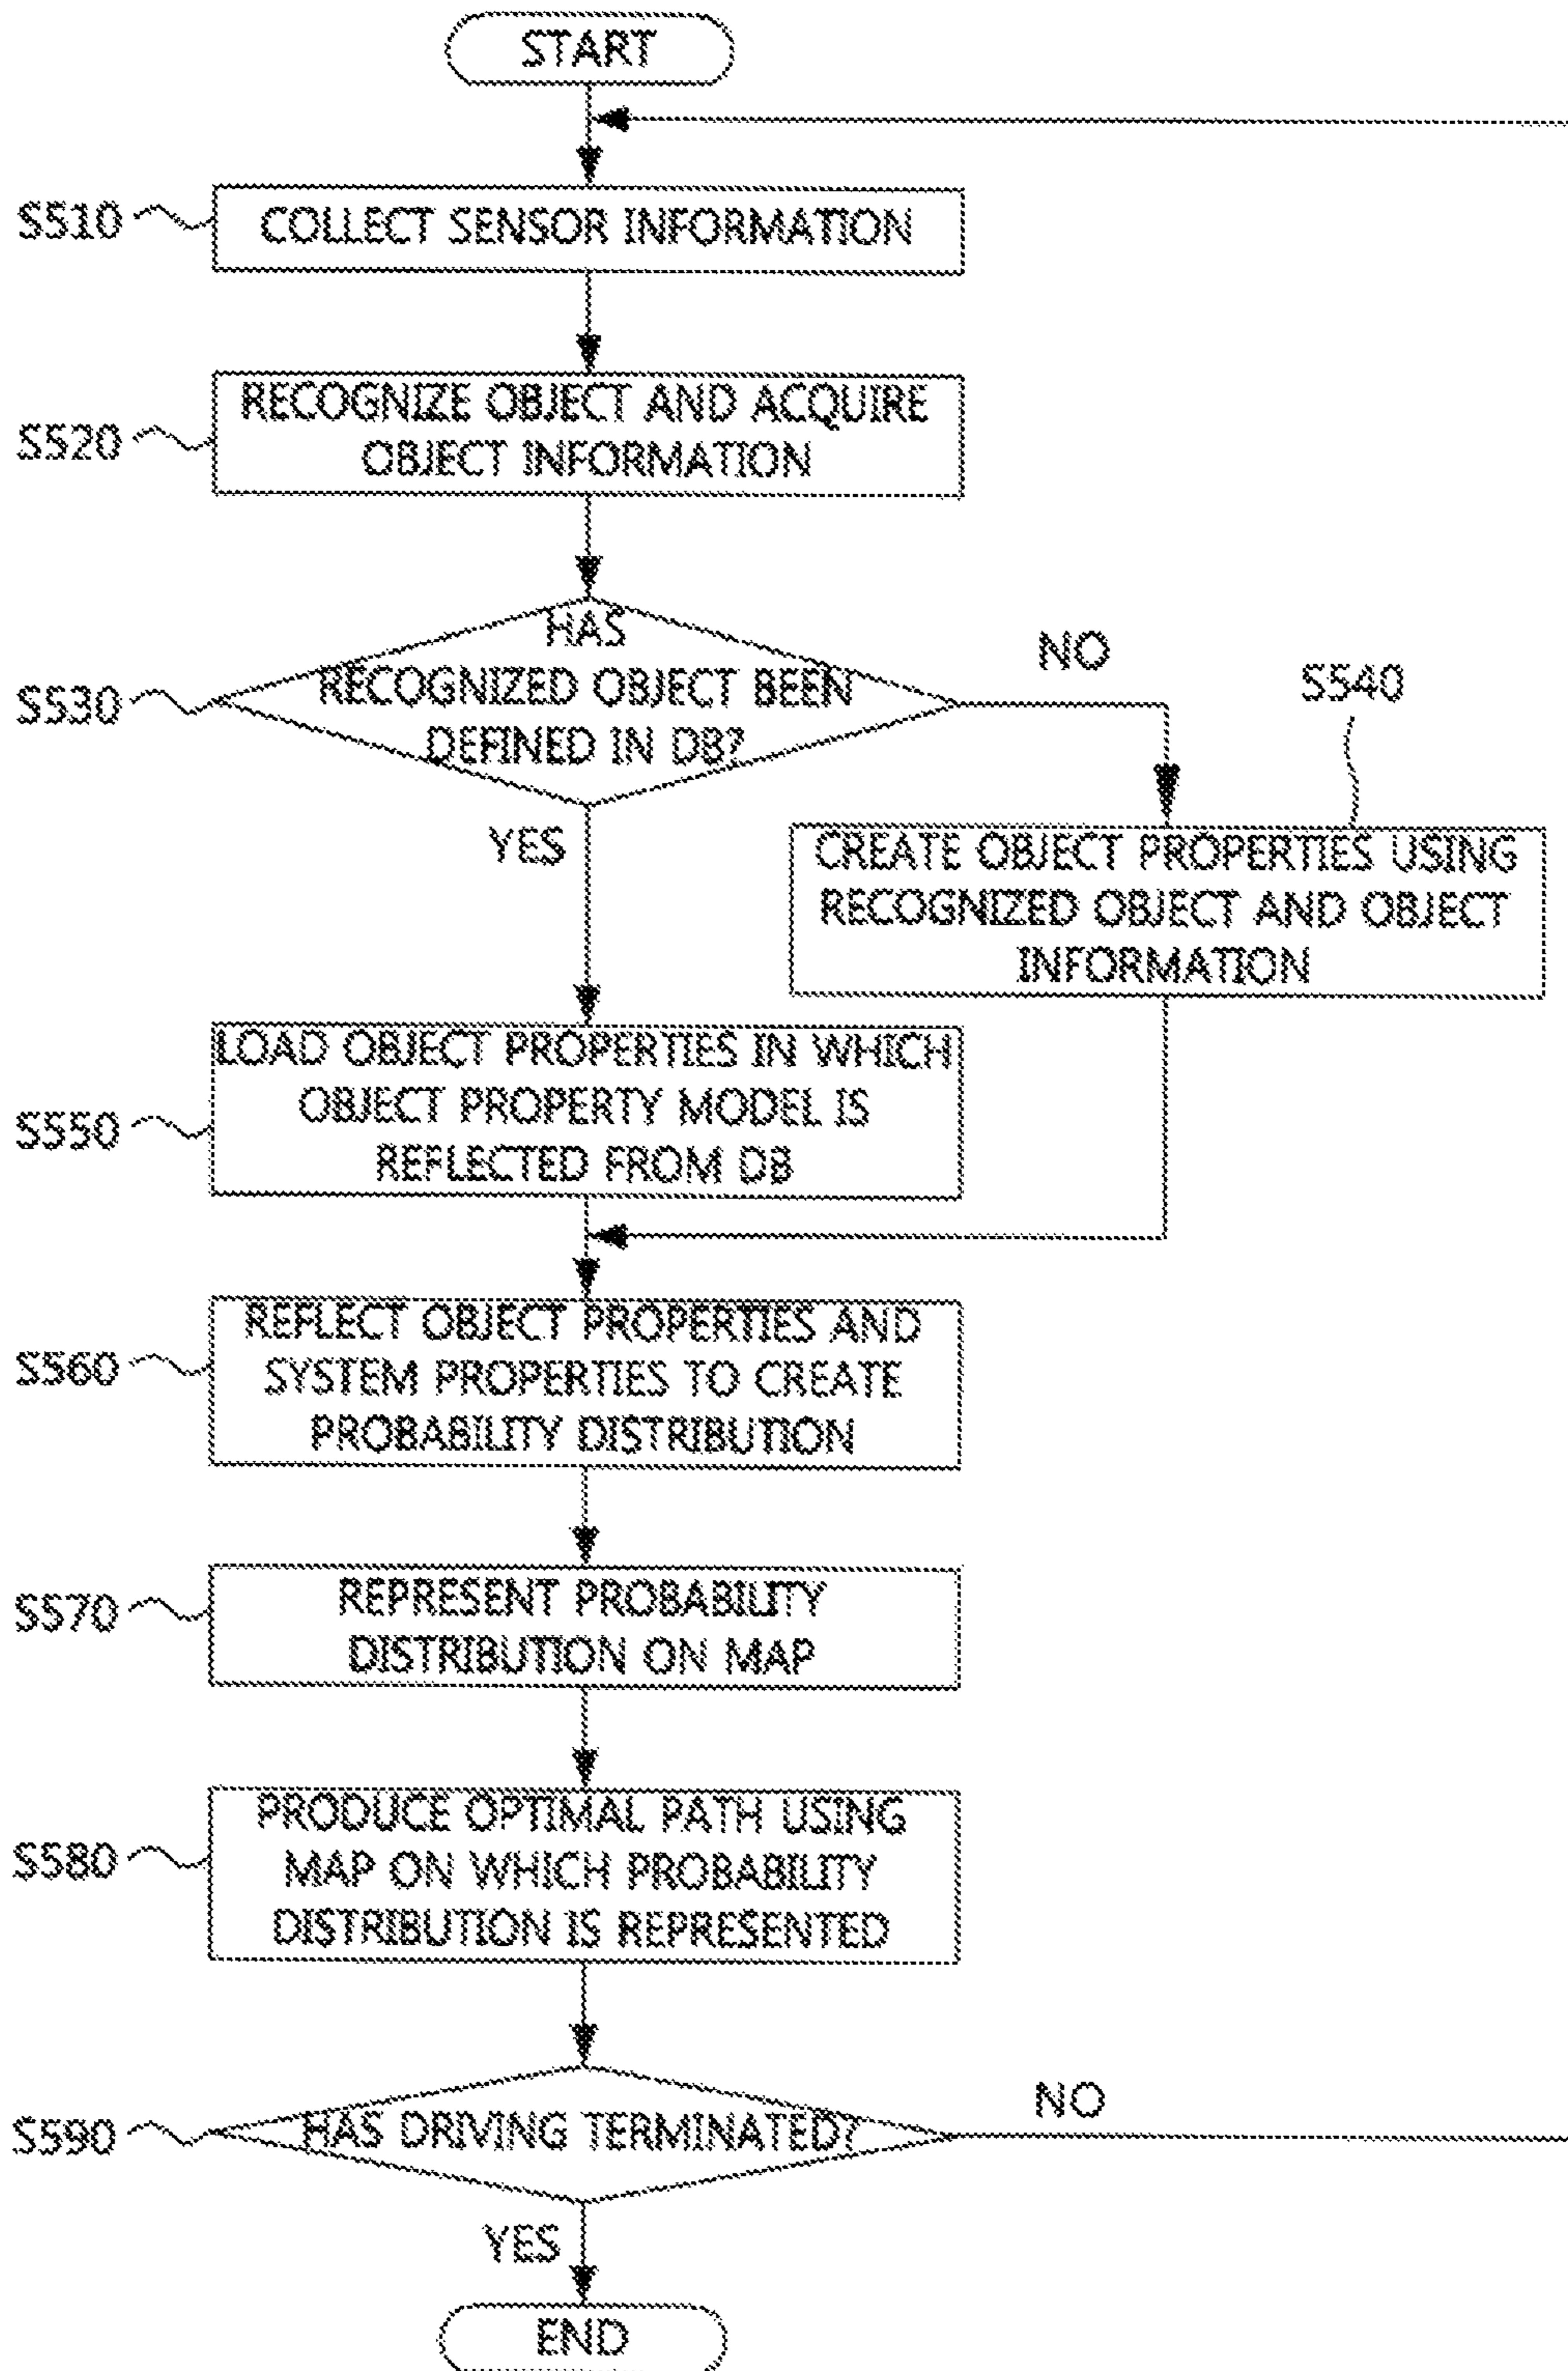 START
S510
COLLECT SENSOR INFORMATION
S520
RECOGNIZE OBJECT AND ACQUIRE
OBJECT INFORMATION
S530
HAS
RECOGNIZED OBJECT BEEN
DEFINED IN DB?
NO
YES
S540
CREATE OBJECT PROPERTIES USING
RECOGNIZED OBJECT AND OBJECT
INFORMATION
S550
LOAD OBJECT PROPERTIES IN WHICH
OBJECT PROPERTY MODEL IS
REFLECTED FROM DB
S560
REFLECT OBJECT PROPERTIES AND
SYSTEM PROPERTIES TO CREATE
PROBABILITY DISTRIBUTION
S570
REPRESENT PROBABILITY
DISTRIBUTION ON MAP
S580
PRODUCE OPTIMAL PATH USING
MAP ON WHICH PROBABILITY
DISTRIBUTION IS REPRESENTED
S590
HAS DRIVING TERMINATED?
NO
YES
END